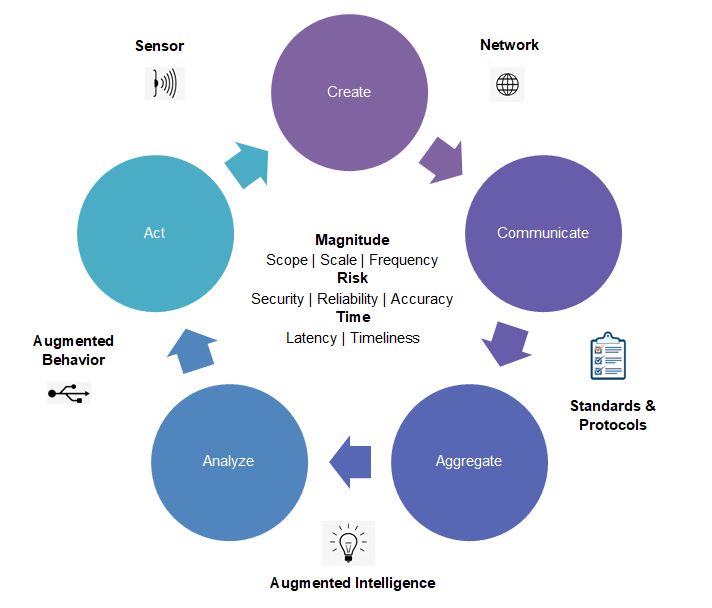 Sensor
Network
Create
Act
Communicate
Magnitude
Scope | Scale | Frequency
Risk
Security | Reliability | Accuracy
Time
Latency | Timeliness
Augmented
Behavior
Standards &
Protocols
Analyze
Aggregate
Augmented Intelligence